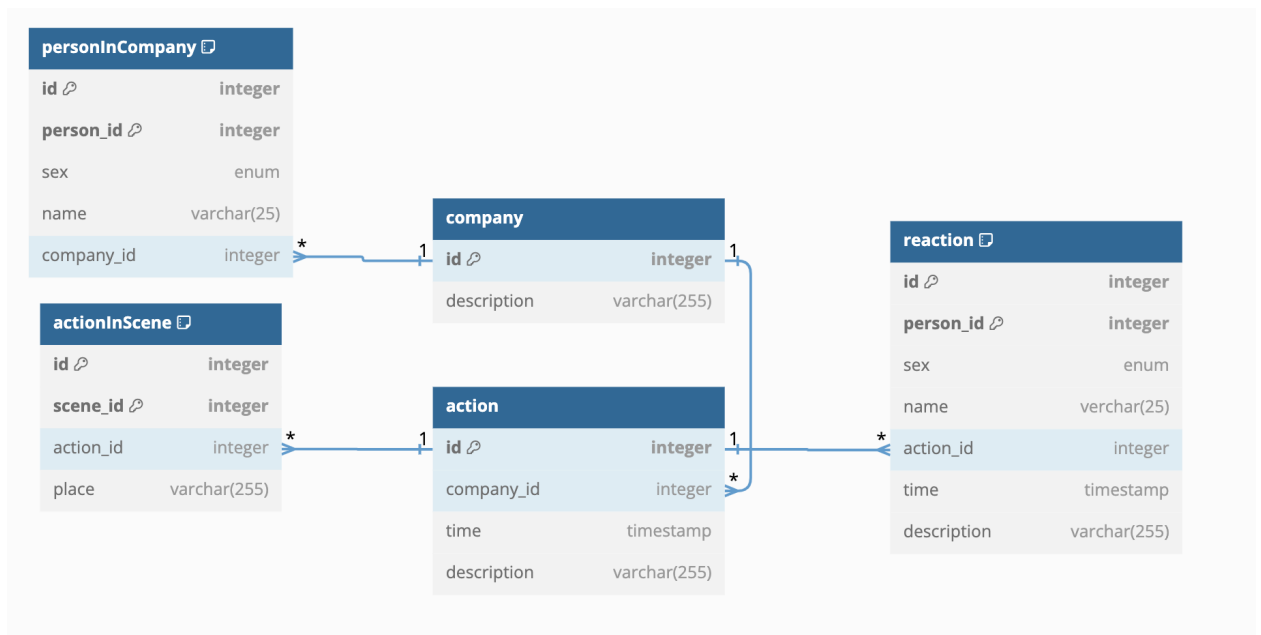 personInCompany
id integer
person_id integer
sex enum
name varchar(25)
company_id integer
* 1
company
id integer
description varchar(255)
1
actionInScene
id integer
scene_id integer
action_id integer
place varchar(255)
* 1
action
id integer
company_id integer
time timestamp
description varchar(255)
1 *
*
reaction
id integer
person_id integer
sex enum
name verchar(25)
action_id integer
time timestamp
description varchar(255)